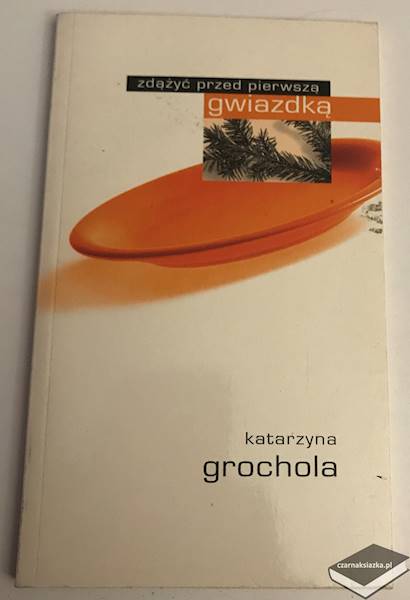 zdążyć przed pierwszą
gwiazdką
katarzyna
grochola
czarnaksiazka.pl